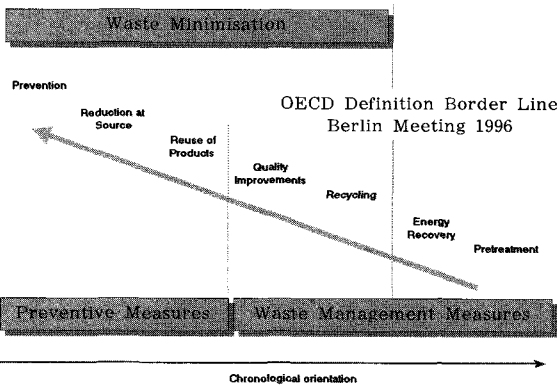 Waste Minimisation
Prevention
OECD Definition Border Line
Berlin Meeting 1996
Reduction at
Source
Reuse of
Products
Quality
Improvements
Recycling
Energy
Recovery
Pretreatment
Preventive Measures
Waste Management Measures
Chronological orientation